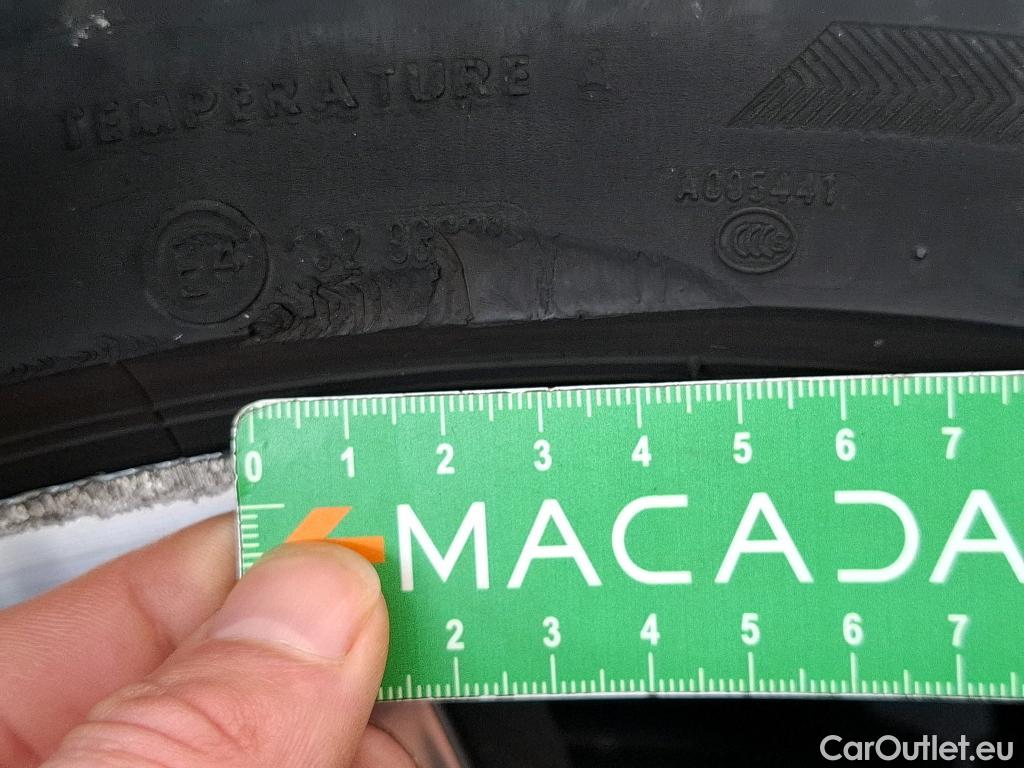 TEMPERATURE A
A005441
E4
0 1 2 3 4 5 6 7
MACADA
2 3 4 5 6 7
CarOutlet.eu